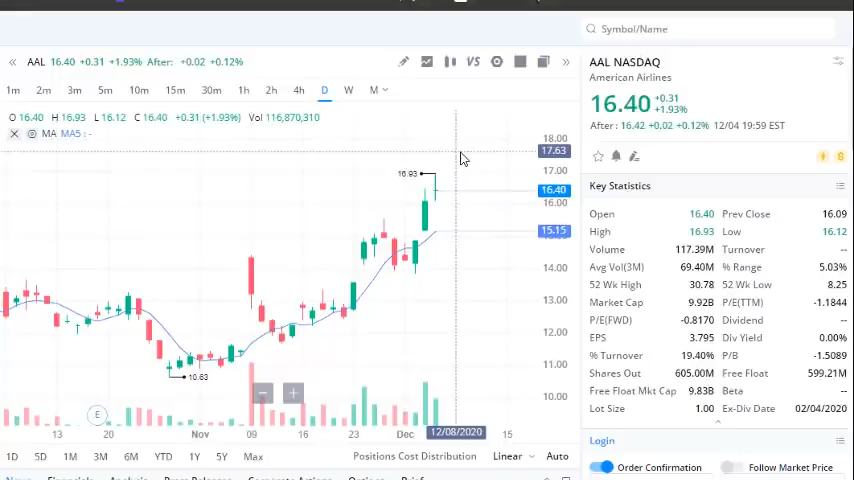 Symbol/Name
AAL 16.40 +0.31 +1.93% After: +0.02 +0.12%
VS
1m 2m 3m 5m 10m 15m 30m 1h 2h 4h D W M
O 16.40 H 16.93 L 16.12 C 16.40 +0.31 (+1.93%) Vol 116,870,310
MA MA5: -
18.00
17.63
17.00
16.93
16.40
16.00
15.15
14.00
13.00
12.00
11.00
10.63
10.00
E
13 20 Nov 09 16 23 Dec 12/08/2020 15
1D 5D 1M 3M 6M YTD 1Y 5Y Max Positions Cost Distribution Linear Auto
AAL NASDAQ
American Airlines
16.40 +0.31
+1.93%
After : 16.42 +0.02 +0.12% 12/04 19:59 EST
Key Statistics
Open 16.40 Prev Close 16.09
High 16.93 Low 16.12
Volume 117.39M Turnover --
Avg Vol(3M) 69.40M % Range 5.03%
52 Wk High 30.78 52 Wk Low 8.25
Market Cap 9.92B P/E(TTM) -1.1844
P/E(FWD) -0.8170 Dividend --
EPS 3.795 Div Yield 0.00%
% Turnover 19.40% P/B -1.5089
Shares Out 605.00M Free Float 599.21M
Free Float Mkt Cap 9.83B Beta --
Lot Size 1.00 Ex-Div Date 02/04/2020
Login
Order Confirmation Follow Market Price